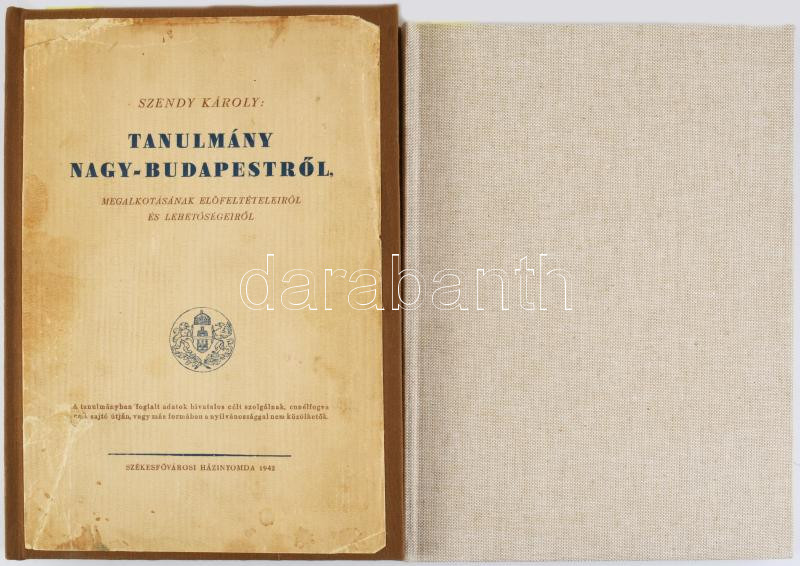 SZENDY KÁROLY:
TANULMÁNY
NAGY-BUDAPESTRŐL,
MEGALKOTÁSÁNAK ELŐFELTÉTELEIRŐL
ÉS LEHETŐSÉGEIRŐL
darabanth
A tanulmányban foglalt adatok hivatalos célt szolgálnak, ennélfogva
sajtó útján, vagy más formában a nyilvánossággal nem közölhetők.
SZÉKESFŐVÁROSI HÁZINYOMDA 1942